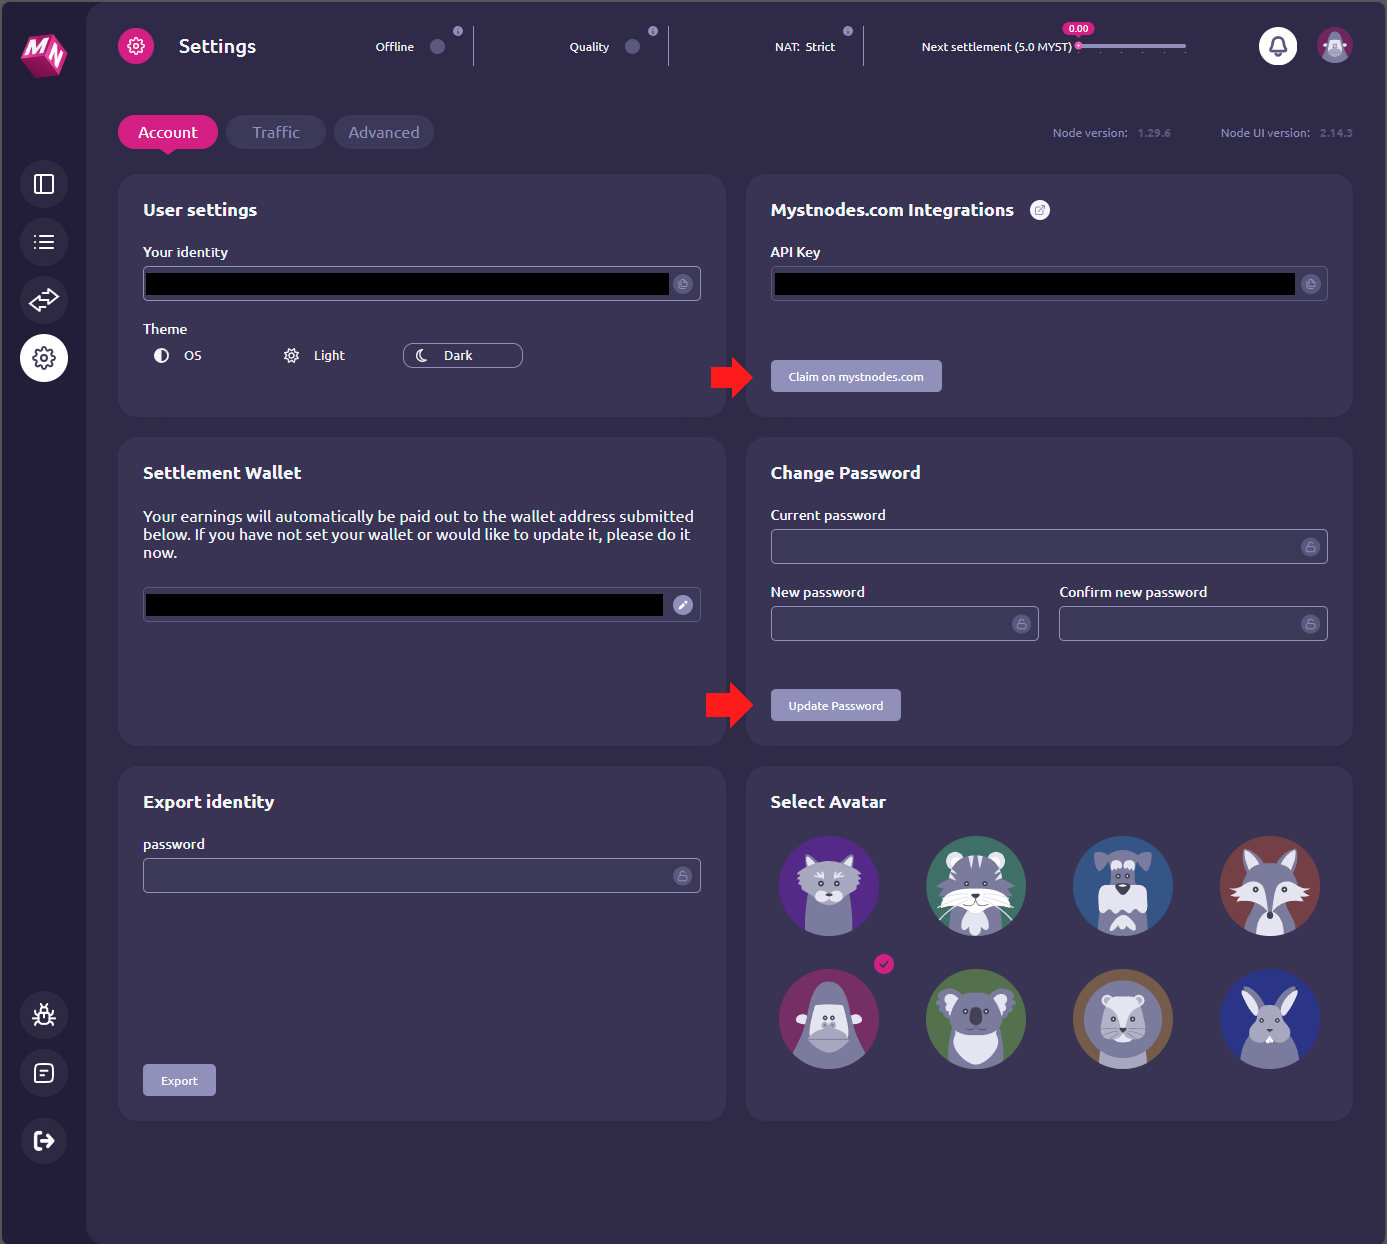 MN
Settings
Offline
Quality
NAT: Strict
Next settlement (5.0 MYST)
0.00
Account
Traffic
Advanced
Node version: 1.29.6
Node UI version: 2.14.3
User settings
Your identity
Theme
OS
Light
Dark
Mystnodes.com Integrations
API Key
Claim on mystnodes.com
Settlement Wallet
Your earnings will automatically be paid out to the wallet address submitted
below. If you have not set your wallet or would like to update it, please do it
now.
Change Password
Current password
New password
Confirm new password
Update Password
Export identity
password
Export
Select Avatar